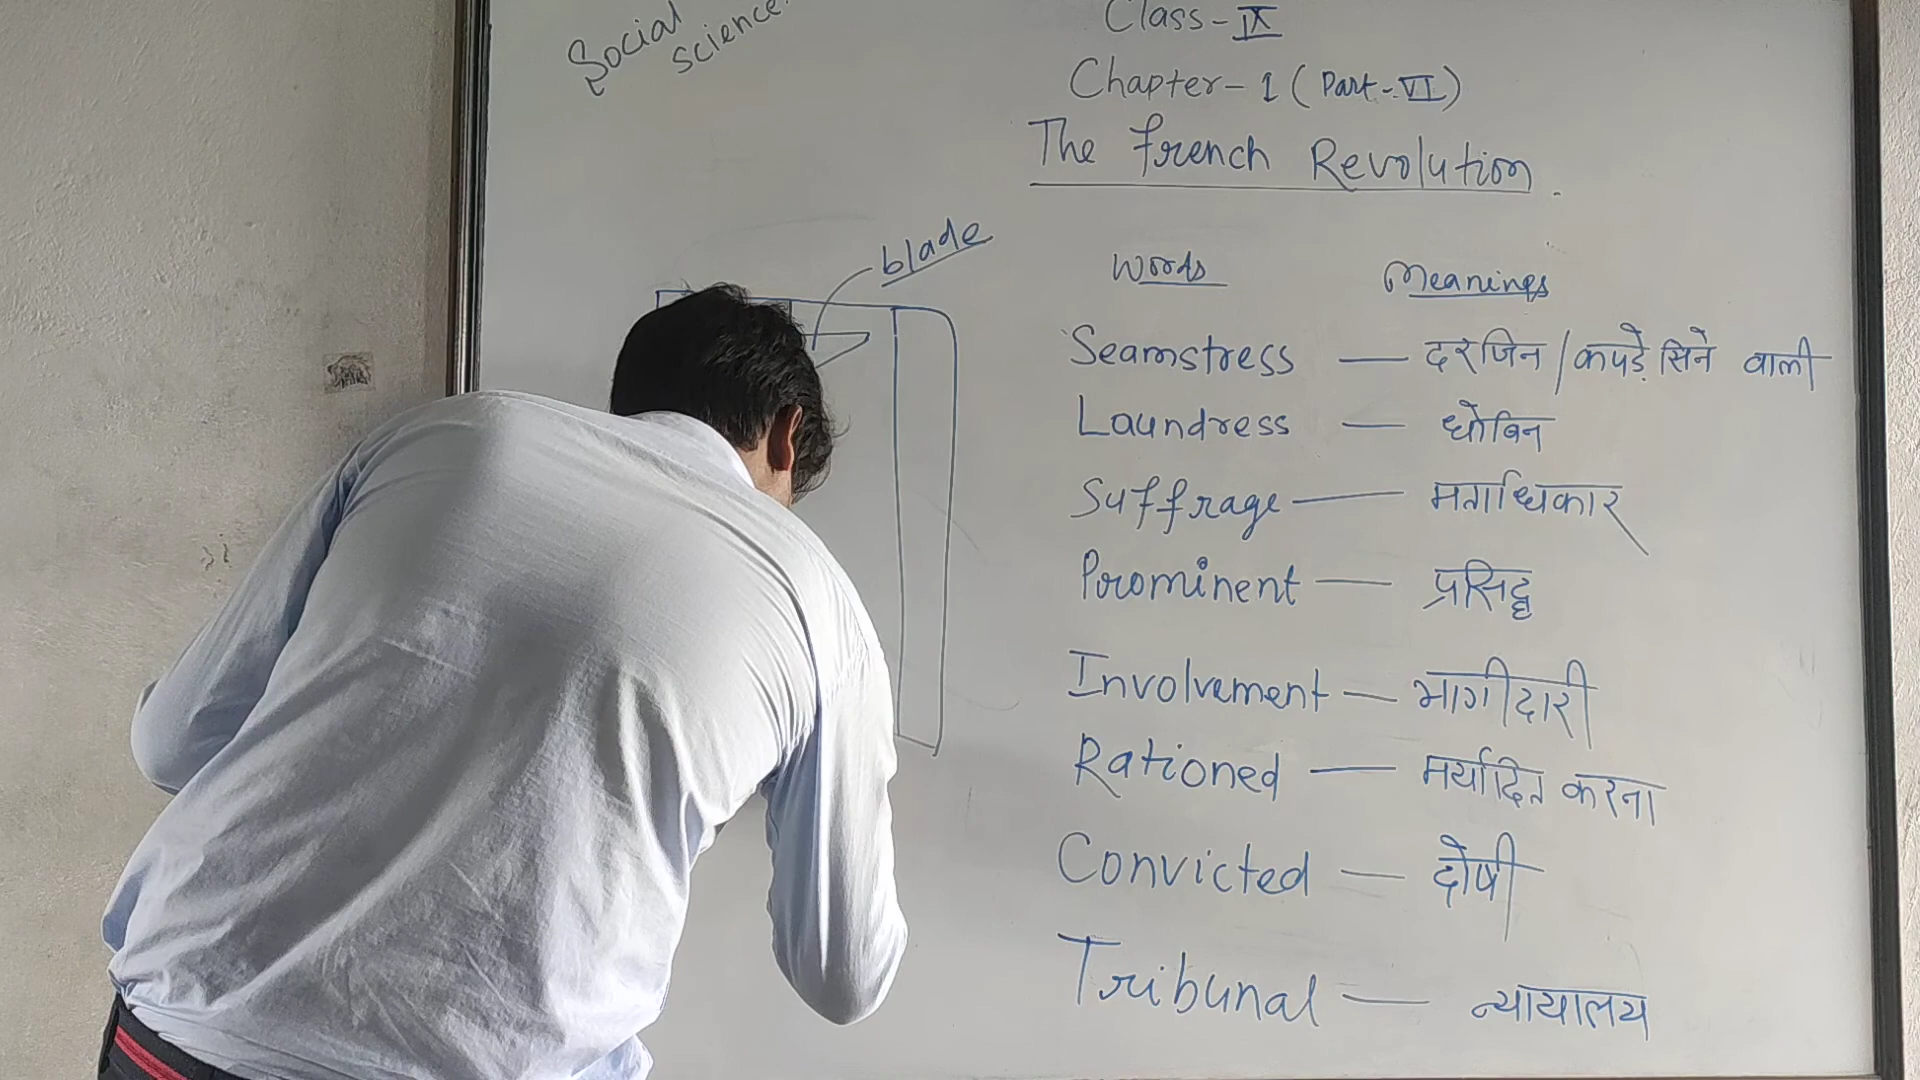 Social
science.
Class-IX
Chapter-1 (Part-VI)
The French Revolution.
blade
Words Meanings
Seamstress — दरजिन/कपड़े सिने वाली
Laundress — धोबिन
Suffrage — मताधिकार
Prominent — प्रसिद्ध
Involvement — भागीदारी
Rationed — मर्यादित करना
Convicted — दोषी
Tribunal — न्यायालय